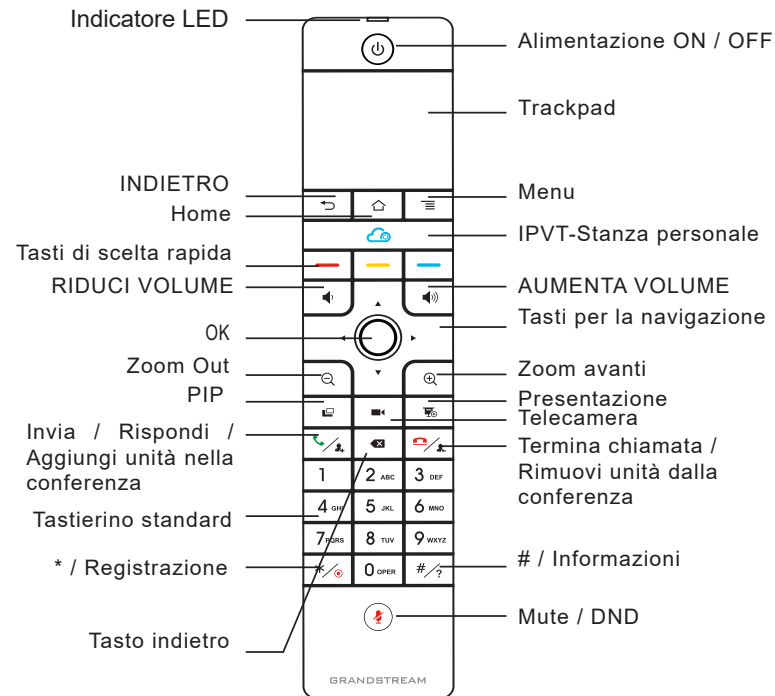 Indicatore LED
Alimentazione ON / OFF
Trackpad
INDIETRO
Home
Menu
IPVT-Stanza personale
Tasti di scelta rapida
RIDUCI VOLUME
AUMENTA VOLUME
Tasti per la navigazione
OK
Zoom Out
Zoom avanti
PIP
Presentazione
Telecamera
Invia / Rispondi /
Aggiungi unità nella
conferenza
Termina chiamata /
Rimuovi unità dalla
conferenza
1 2 ABC 3 DEF
Tastierino standard
4 GHI 5 JKL 6 MNO
7 PQRS 8 TUV 9 WXYZ
* / Registrazione
*/ 0 OPER #/?
# / Informazioni
Mute / DND
Tasto indietro
GRANDSTREAM